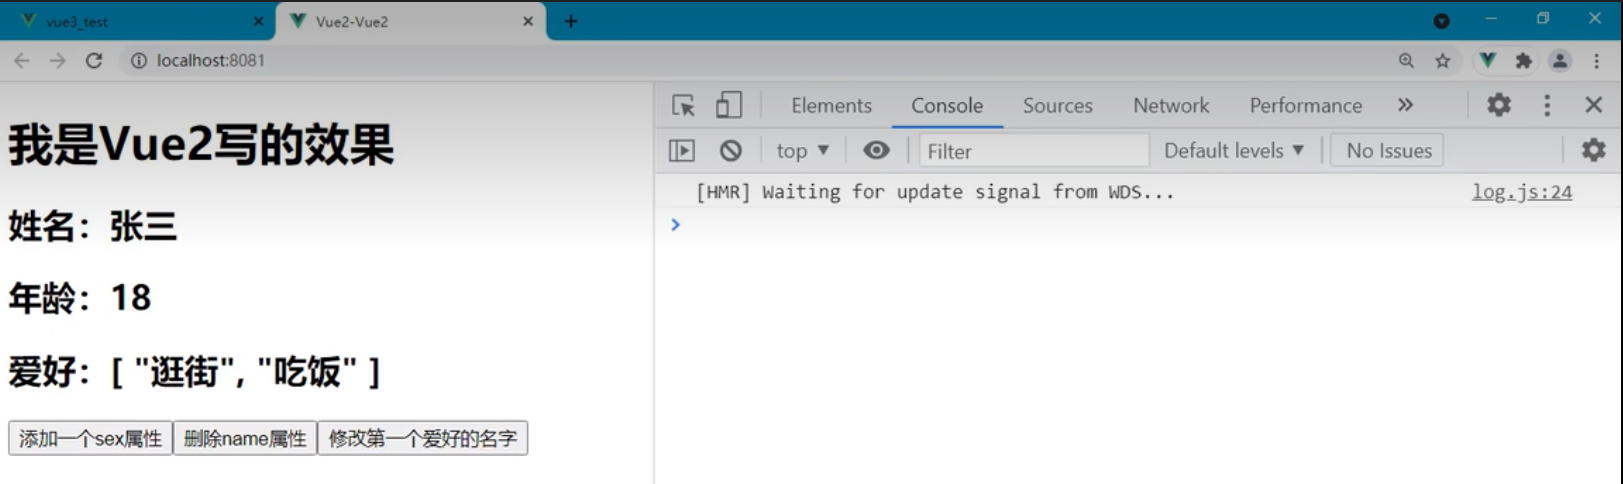 vue3_test
Vue2-Vue2
localhost:8081
我是Vue2写的效果
姓名：张三
年龄：18
爱好：[ "逛街", "吃饭" ]
添加一个sex属性 删除name属性 修改第一个爱好的名字
Elements Console Sources Network Performance
top Filter Default levels No Issues
[HMR] Waiting for update signal from WDS... log.js:24